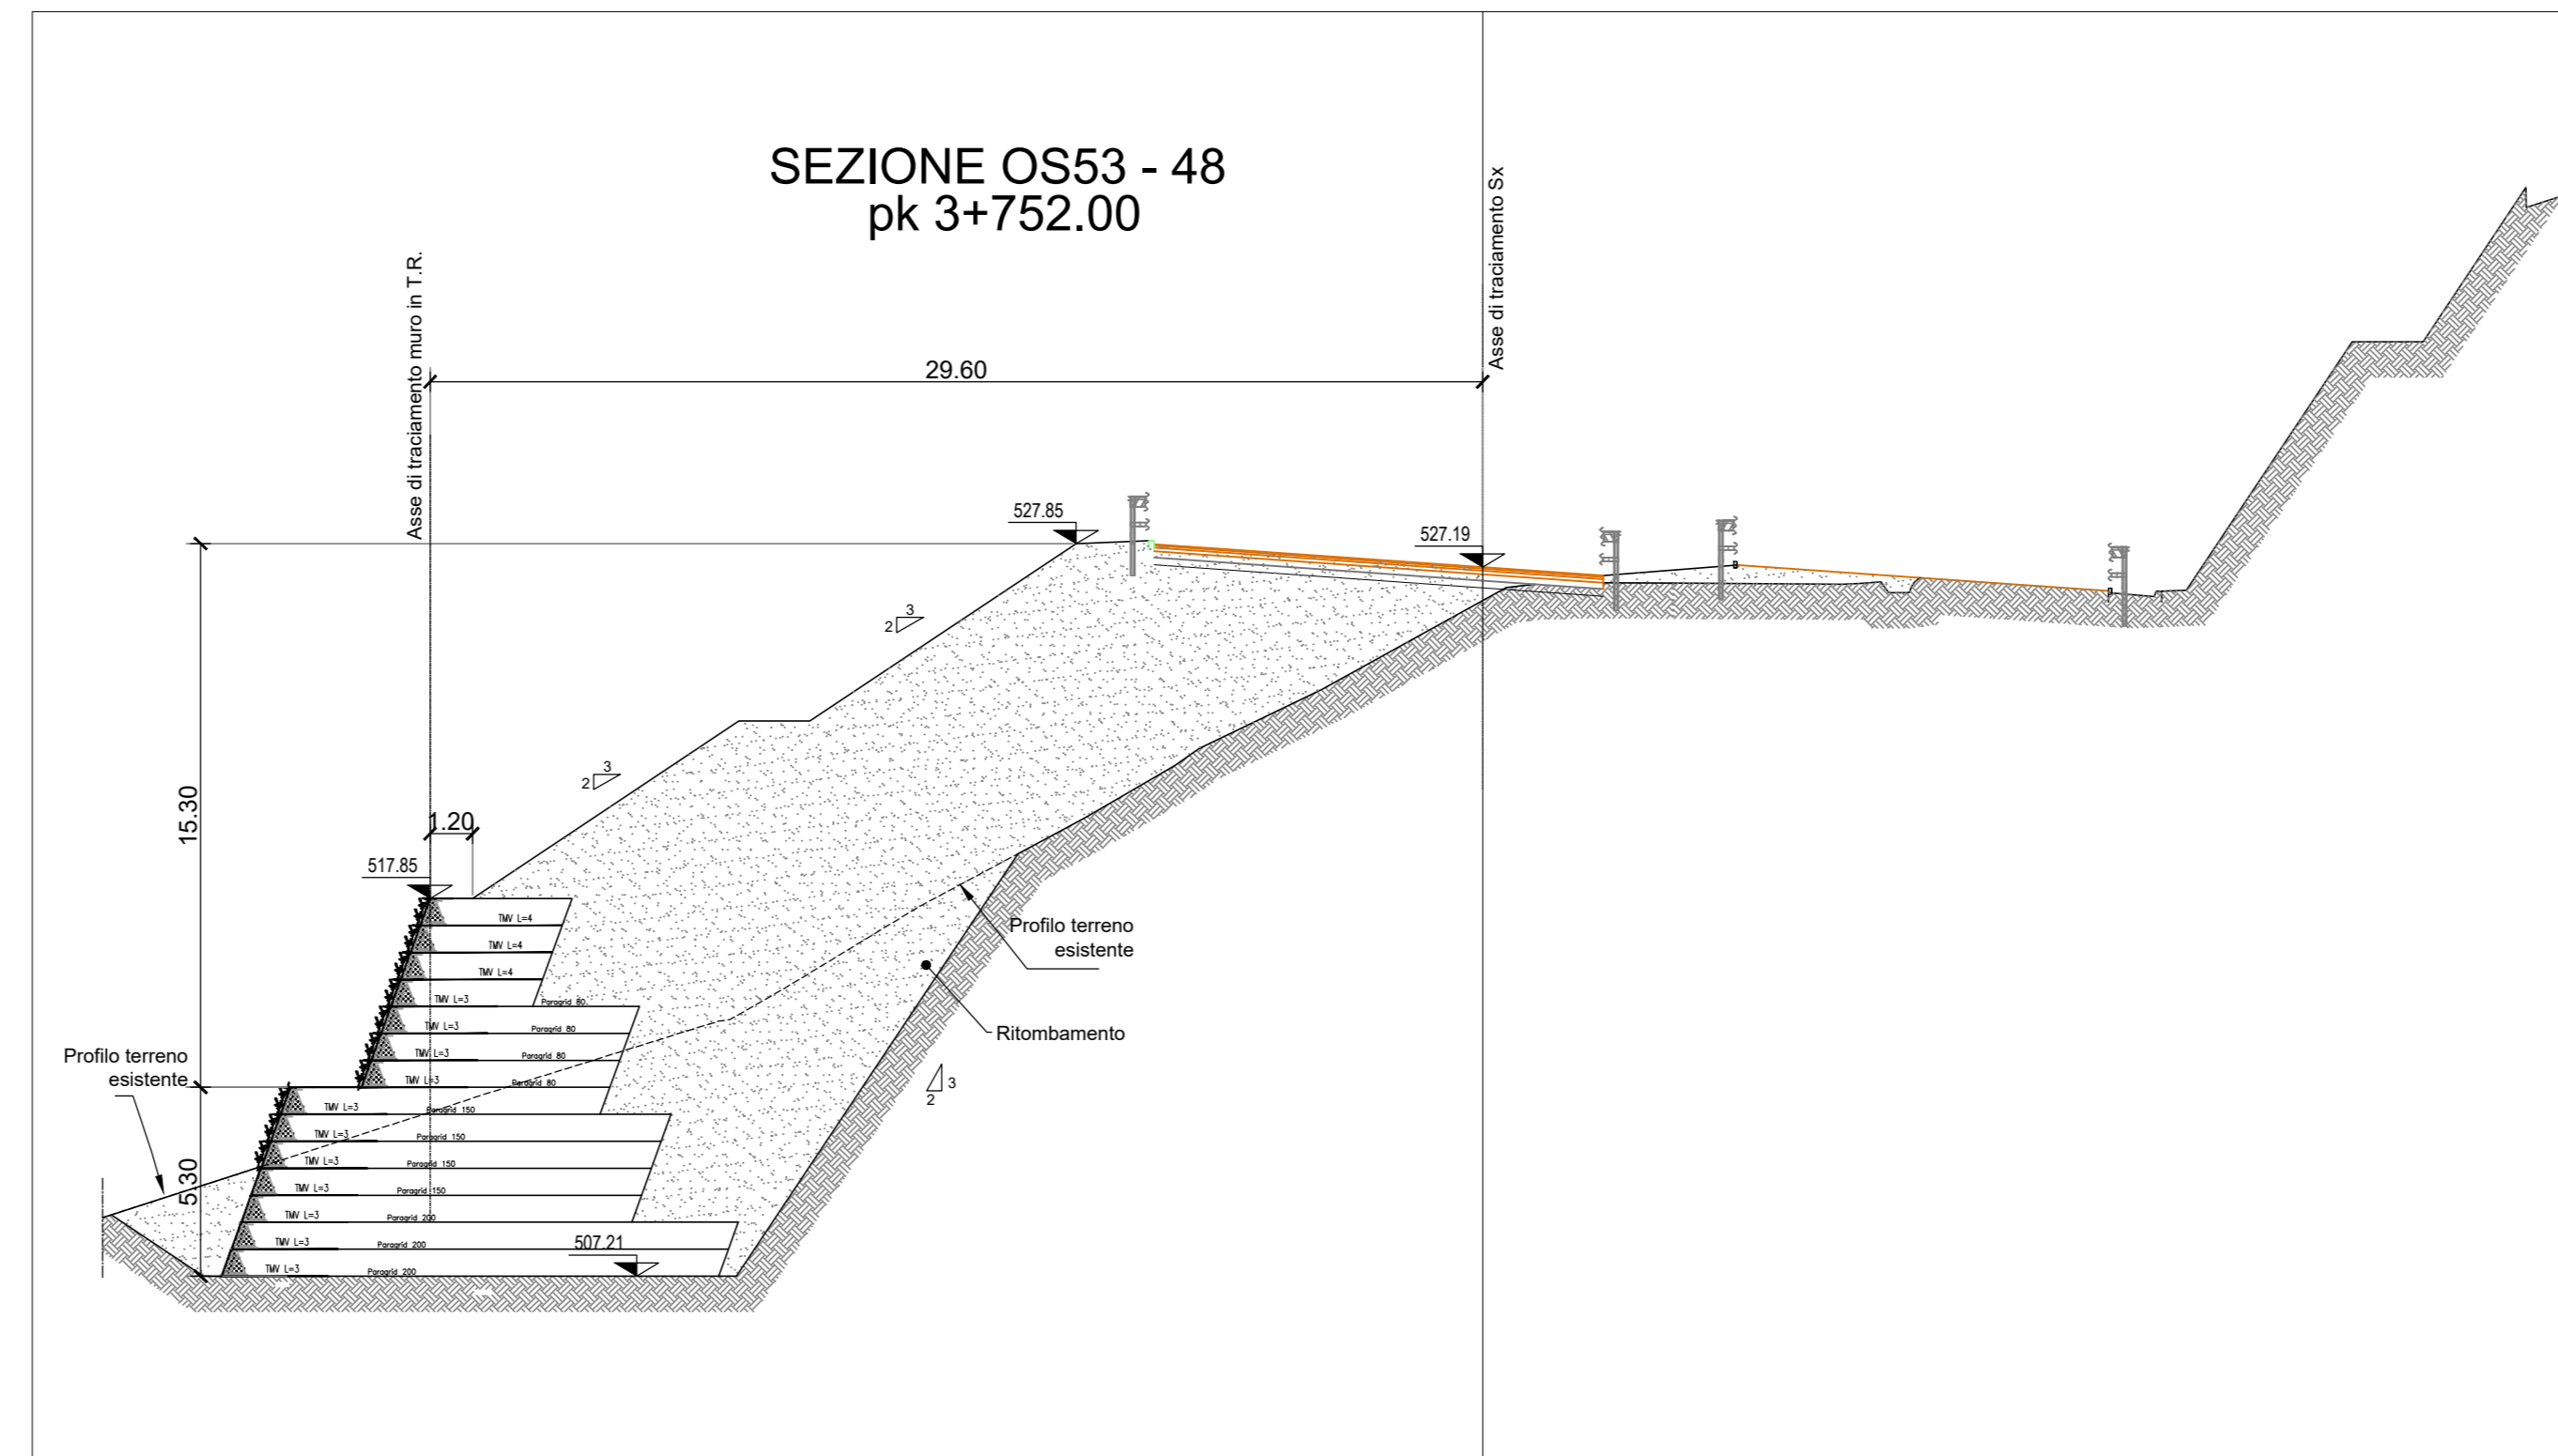 SEZIONE OS53 - 48
pk 3+752.00
Asse di traciamento muro in T.R.
Asse di traciamento Sx
29.60
527.85
527.19
3
2
3
2
15.30
1.20
517.85
TMV L=4
TMV L=4
TMV L=4
TMV L=3
Paragrid 80
TMV L=3
Paragrid 80
TMV L=3
Paragrid 80
TMV L=3
Paragrid 80
Profilo terreno
esistente
Ritombamento
3
2
Profilo terreno
esistente
TMV L=3
Paragrid 150
TMV L=3
Paragrid 150
TMV L=3
Paragrid 150
TMV L=3
Paragrid 150
5.30
TMV L=3
Paragrid 200
TMV L=3
Paragrid 200
507.21
TMV L=3
Paragrid 200